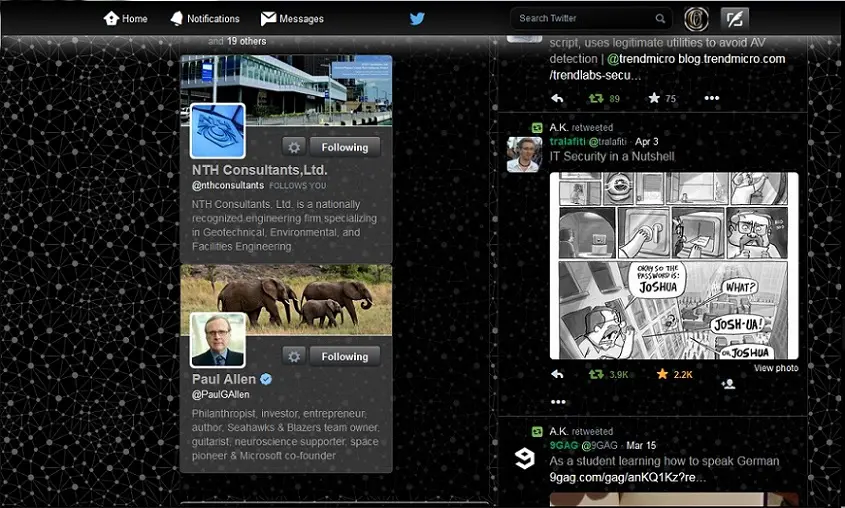 Home
Notifications
Messages
Search Twitter
and 19 others
Following
NTH Consultants,Ltd.
@nthconsultants FOLLOWS YOU
NTH Consultants, Ltd. is a nationally
recognized engineering firm specializing
in Geotechnical, Environmental, and
Facilities Engineering
Following
Paul Allen
@PaulGAllen
Philanthropist, investor, entrepreneur,
author, Seahawks & Blazers team owner,
guitarist, neuroscience supporter, space
pioneer & Microsoft co-founder
script, uses legitimate utilities to avoid AV
detection | @trendmicro blog.trendmicro.com
/trendlabs-secu...
89
75
A.K. retweeted
tralafiti @tralafiti · Apr 3
IT Security in a Nutshell
OKAY SO THE
PASSWORD IS:
JOSHUA
WHAT?
JOSH-UA!
JOSHUA
View photo
3.9K
2.2K
A.K. retweeted
9GAG @9GAG · Mar 15
As a student learning how to speak German
9gag.com/gag/anKQ1Kz?re...